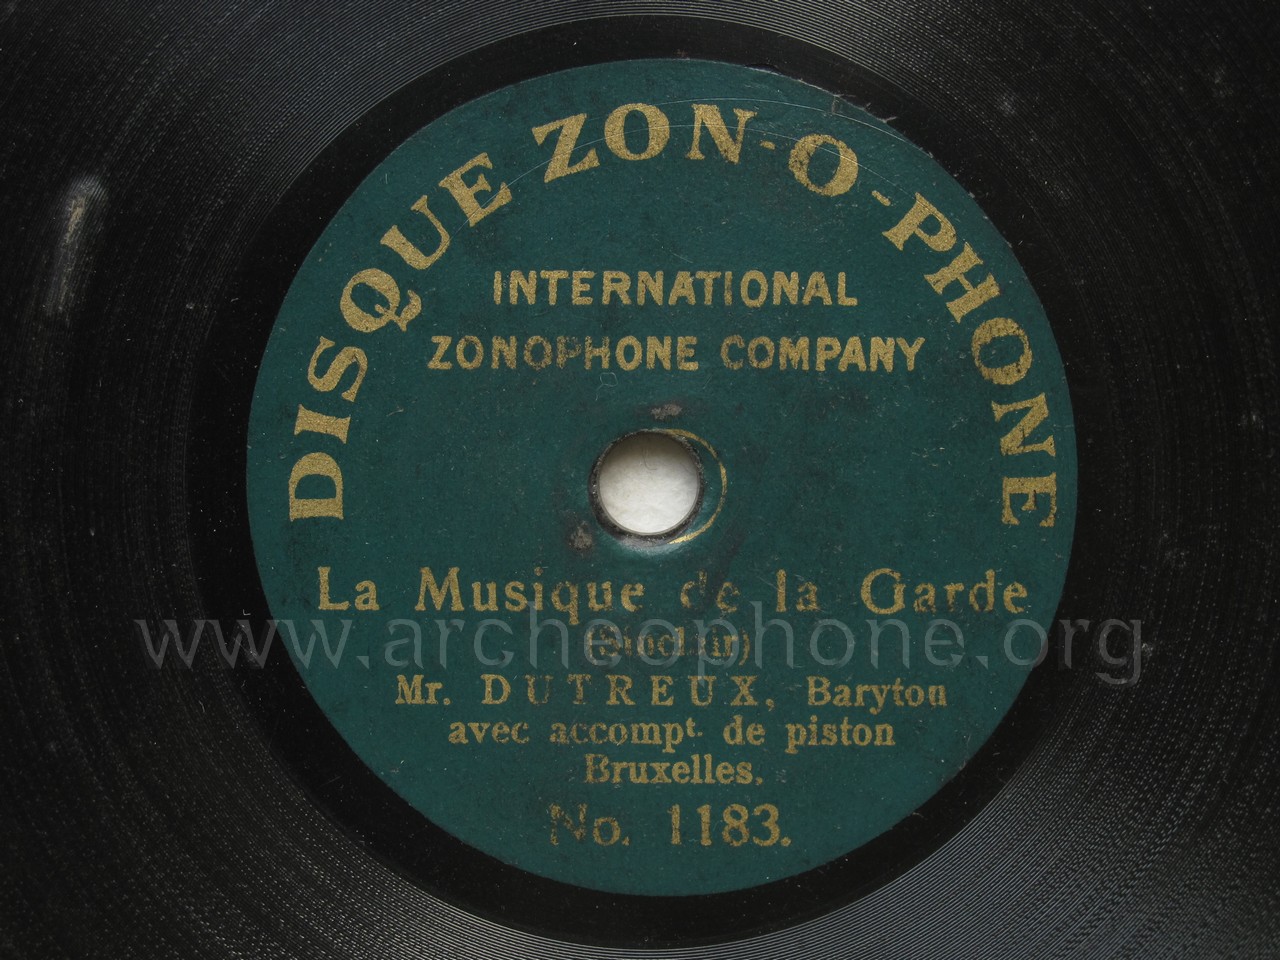 DISQUE ZON-O-PHONE
INTERNATIONAL
ZONOPHONE COMPANY
La Musique de la Garde
www.archeophone.org
(Sinclair)
Mr. DUTREUX, Baryton
avec accompt. de piston
Bruxelles.
No. 1183.